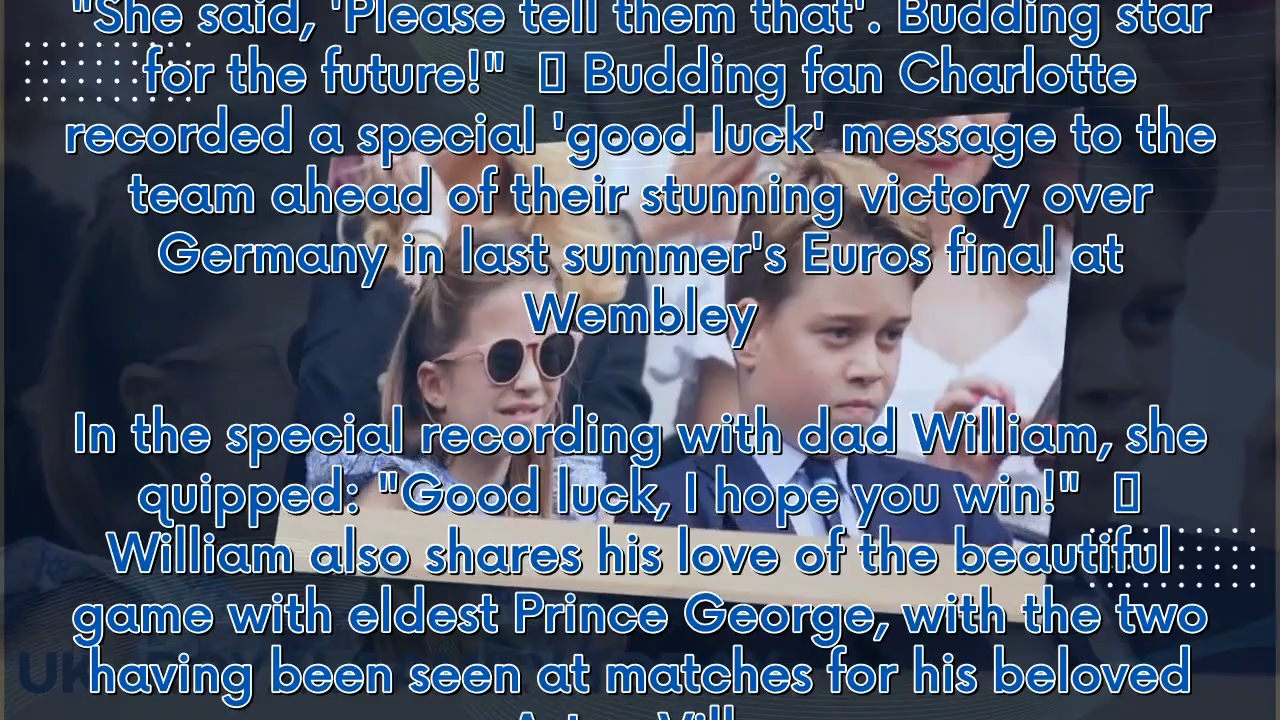 "She said, 'Please tell them that'. Budding star
for the future!" Budding fan Charlotte
recorded a special 'good luck' message to the
team ahead of their stunning victory over
Germany in last summer's Euros final at
Wembley
In the special recording with dad William, she
quipped: "Good luck, I hope you win!"
William also shares his love of the beautiful
game with eldest Prince George, with the two
having been seen at matches for his beloved
UK